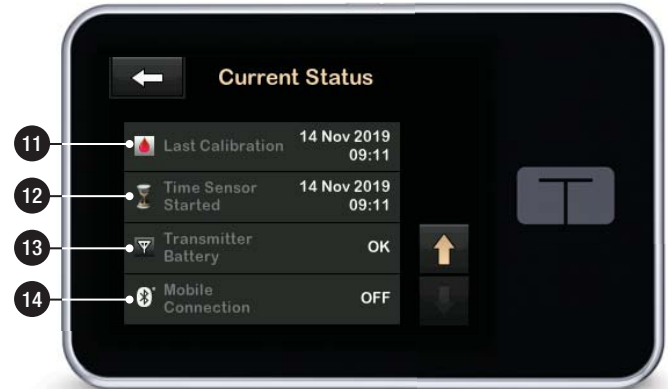 Current Status
11
Last Calibration
14 Nov 2019
09:11
12
Time Sensor
Started
14 Nov 2019
09:11
13
Transmitter
Battery
OK
14
Mobile
Connection
OFF